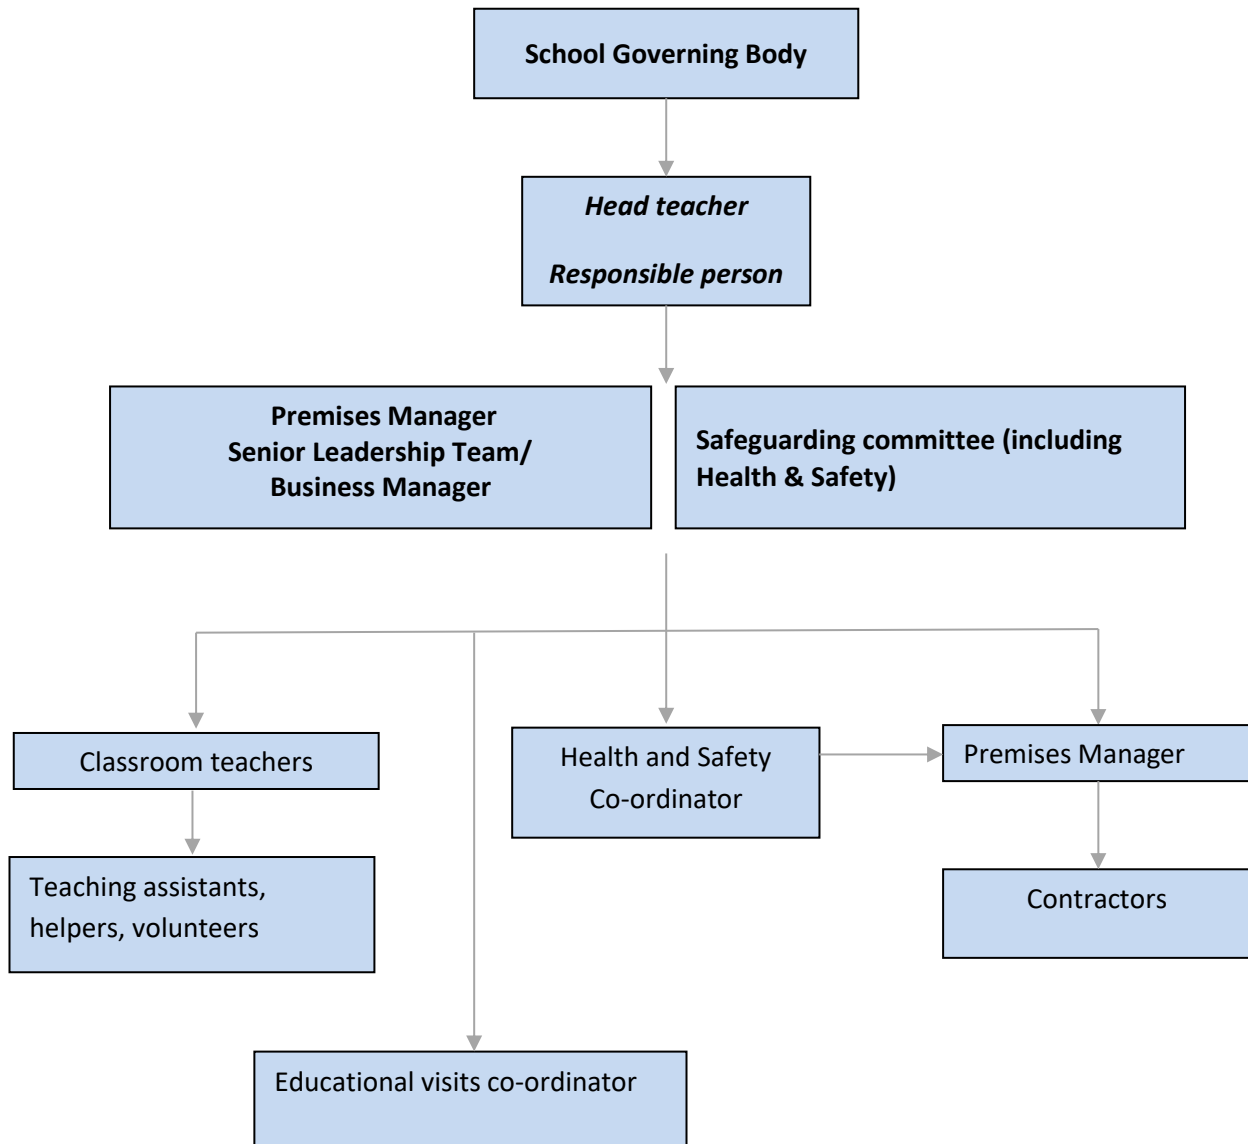 School Governing Body
Head teacher
Responsible person
Premises Manager
Senior Leadership Team/
Business Manager
Safeguarding committee (including
Health & Safety)
Classroom teachers
Health and Safety
Co-ordinator
Premises Manager
Teaching assistants,
helpers, volunteers
Contractors
Educational visits co-ordinator